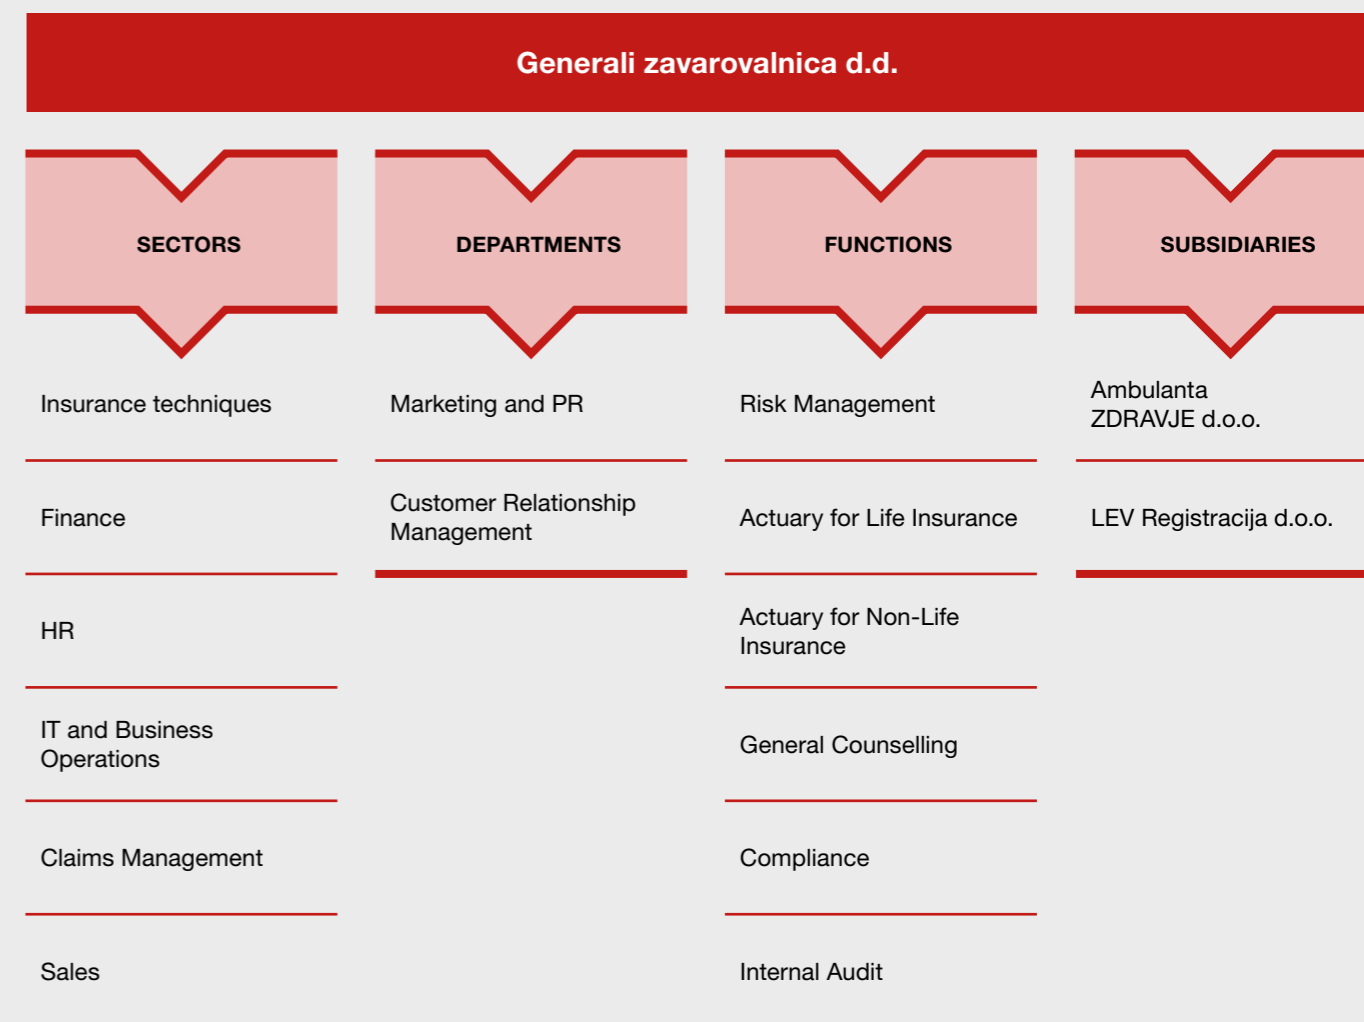 Generali zavarovalnica d.d.
SECTORS
Insurance techniques
Finance
HR
IT and Business
Operations
Claims Management
Sales
DEPARTMENTS
Marketing and PR
Customer Relationship
Management
FUNCTIONS
Risk Management
Actuary for Life Insurance
Actuary for Non-Life
Insurance
General Counselling
Compliance
Internal Audit
SUBSIDIARIES
Ambulanta
ZDRAVJE d.o.o.
LEV Registracija d.o.o.